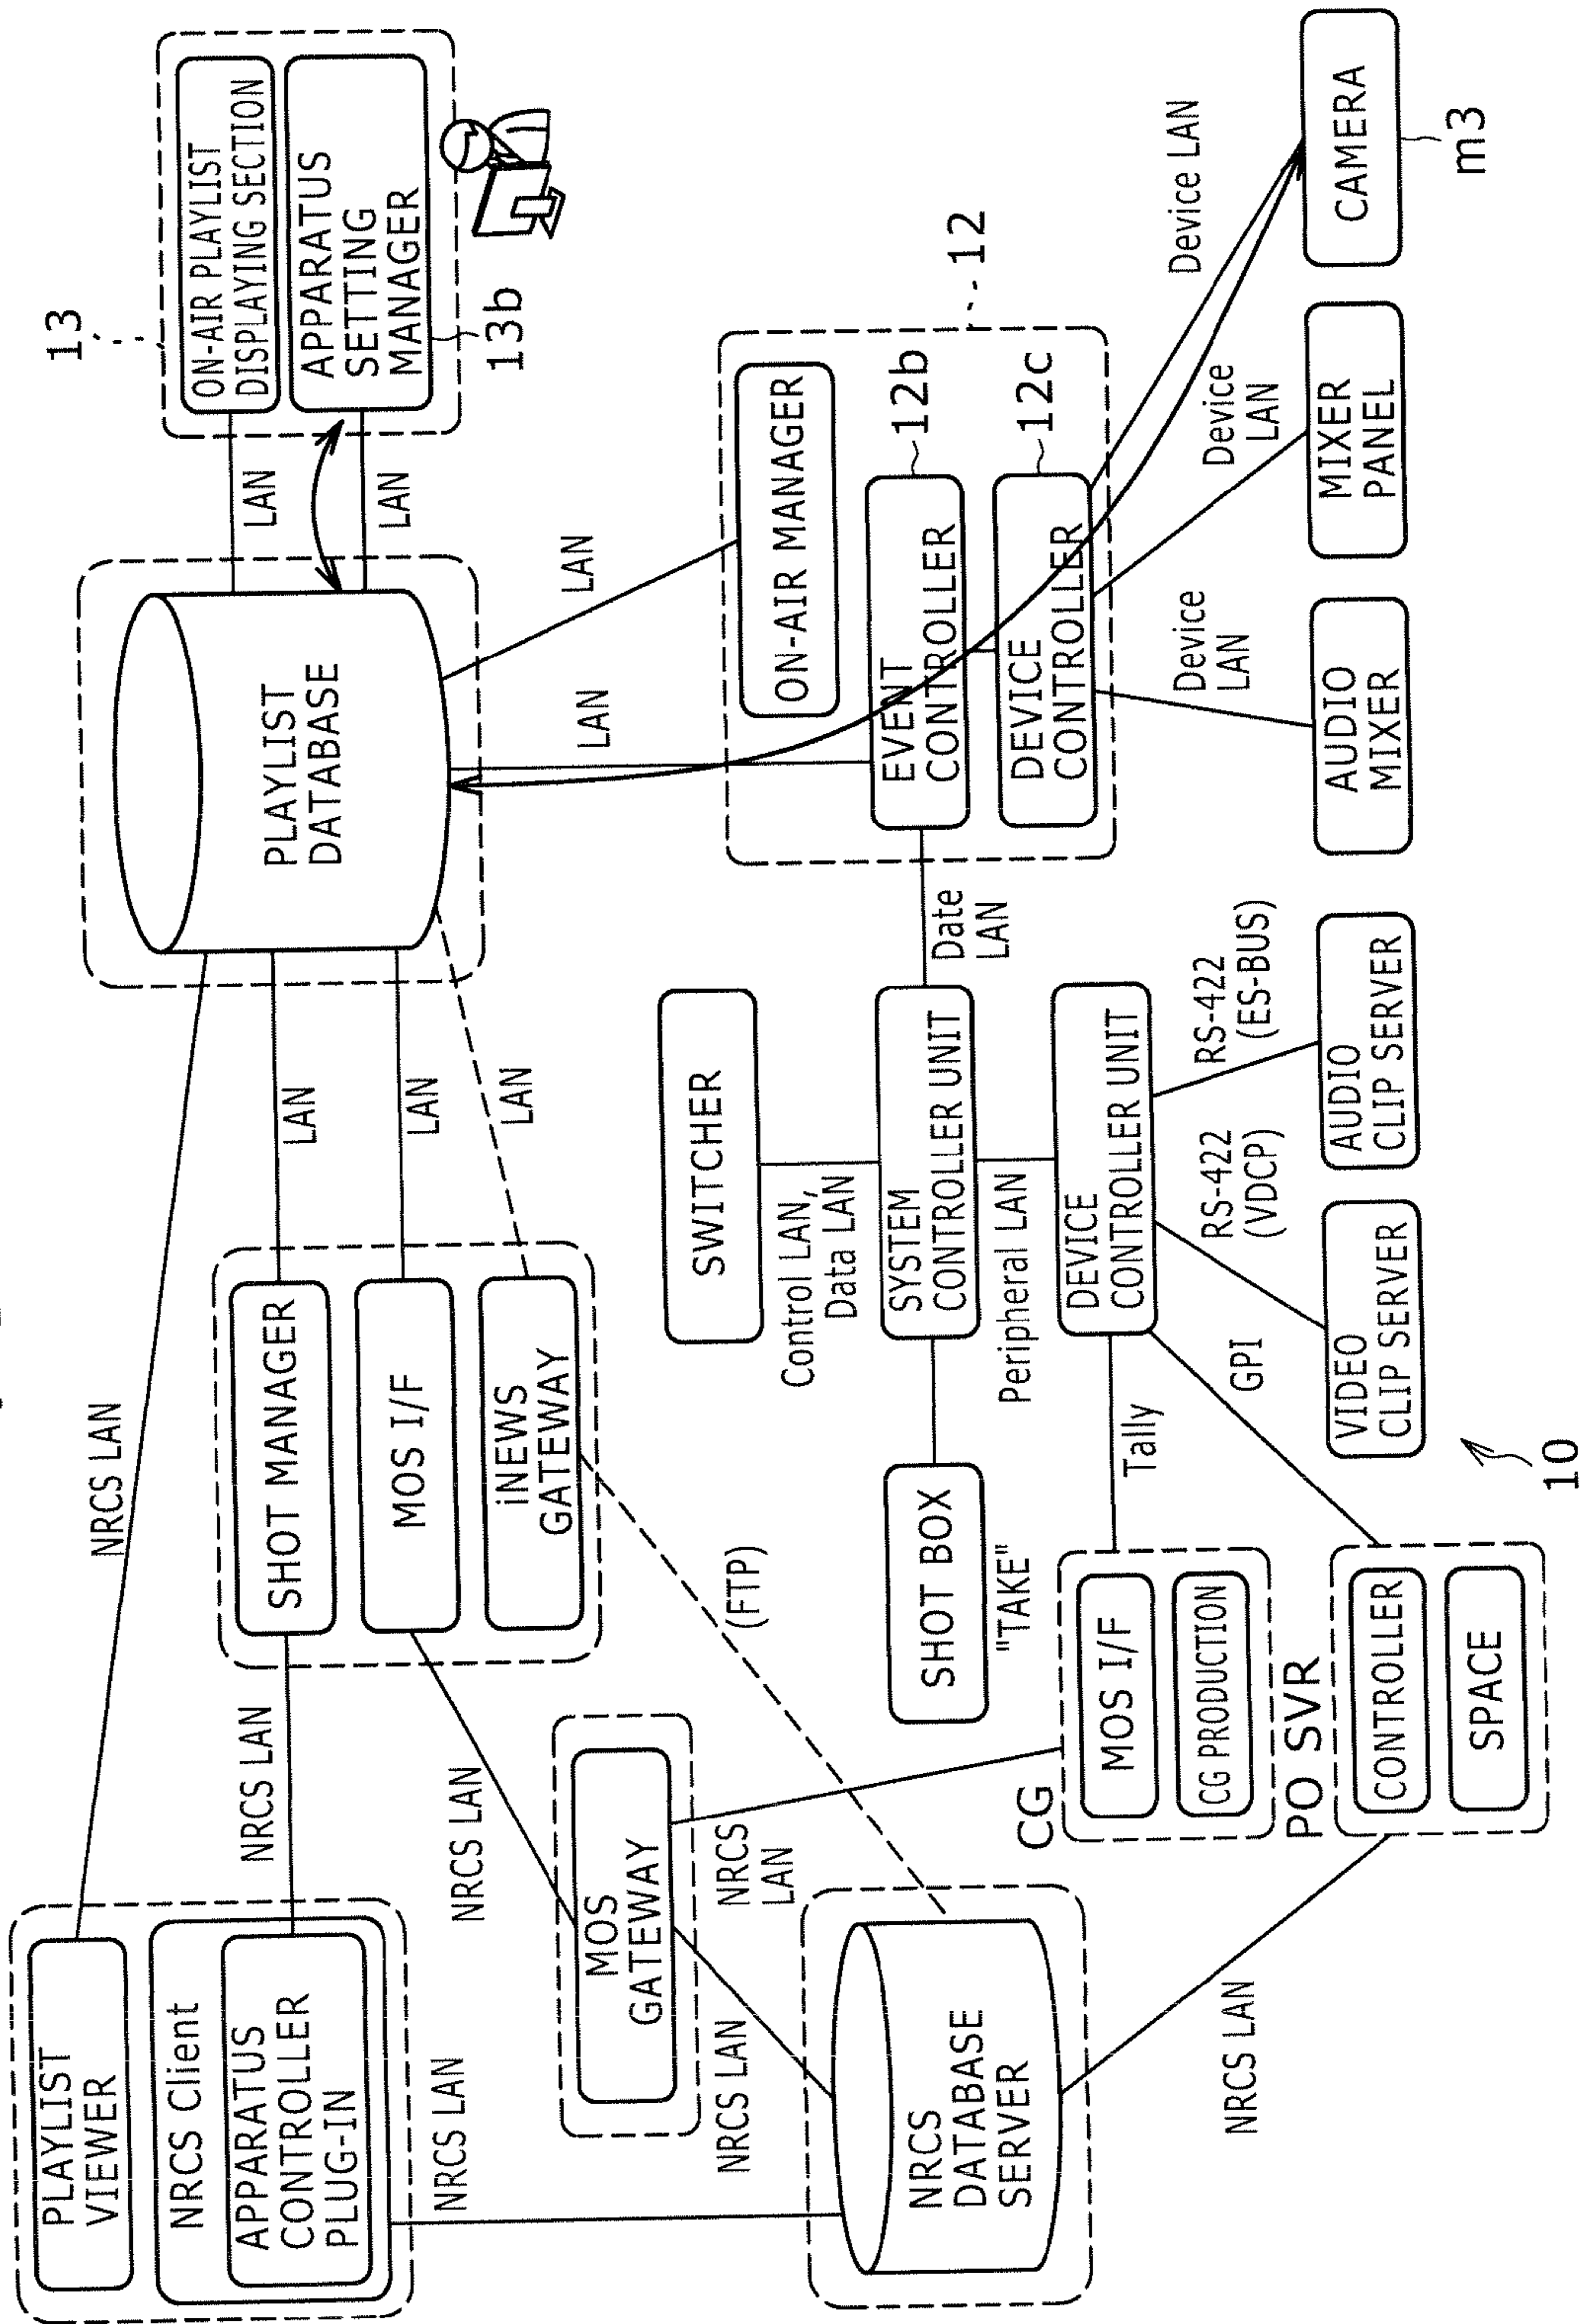 PLAYLIST
VIEWER
NRCS Client
APPARATUS
CONTROLLER
PLUG-IN
NRCS LAN
NRCS LAN
NRCS LAN
SHOT MANAGER
MOS I/F
iNEWS
GATEWAY
LAN
LAN
LAN
PLAYLIST
DATABASE
LAN
LAN
13
ON-AIR PLAYLIST
DISPLAYING SECTION
APPARATUS
SETTING
MANAGER
13b
NRCS LAN
MOS
GATEWAY
NRCS LAN
NRCS
LAN
(FTP)
NRCS
DATABASE
SERVER
NRCS LAN
SWITCHER
Control LAN,
Data LAN
SHOT BOX
"TAKE"
SYSTEM
CONTROLLER UNIT
Date
LAN
Peripheral LAN
LAN
LAN
12
ON-AIR MANAGER
EVENT
CONTROLLER
12b
DEVICE
CONTROLLER
12c
CG
MOS I/F
CG PRODUCTION
Tally
DEVICE
CONTROLLER UNIT
GPI
RS-422
(VDCP)
RS-422
(ES-BUS)
Device
LAN
Device
LAN
Device LAN
PO SVR
CONTROLLER
SPACE
VIDEO
CLIP SERVER
AUDIO
CLIP SERVER
AUDIO
MIXER
MIXER
PANEL
CAMERA
m3
10